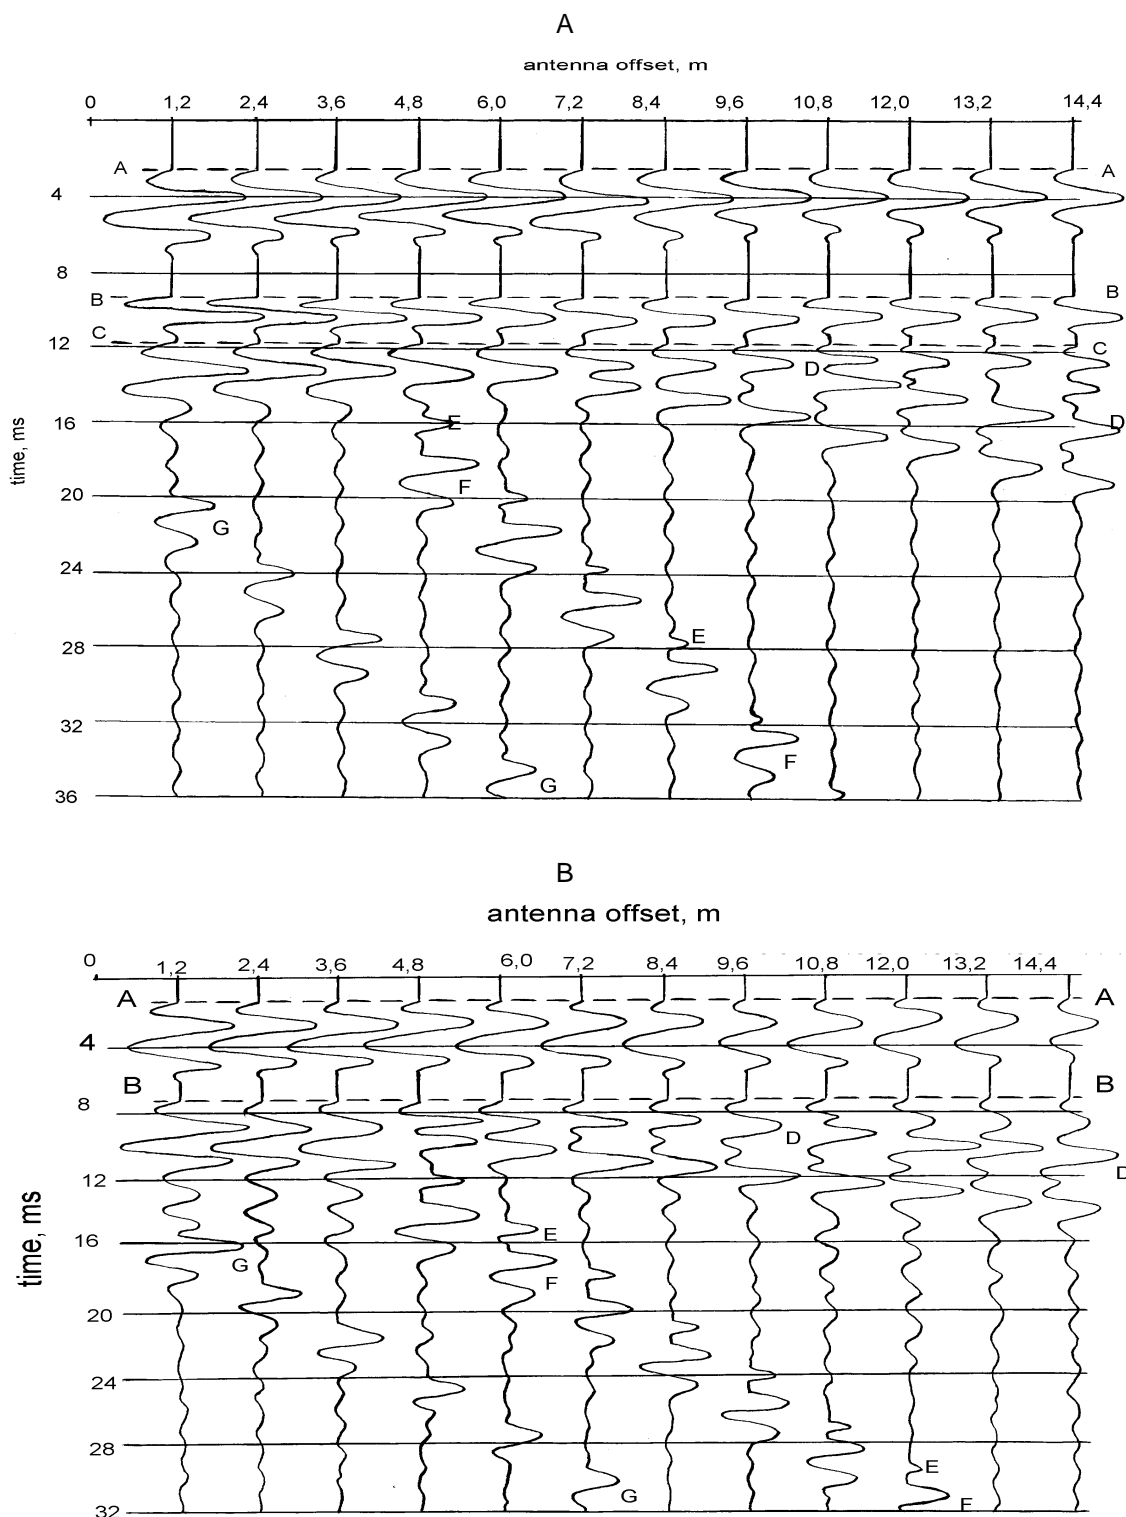 A
antenna offset, m
0 1,2 2,4 3,6 4,8 6,0 7,2 8,4 9,6 10,8 12,0 13,2 14,4
A A
4
8
B B
C C
12
D
E D
16
time, ms
F
20
G
24
E
28
32
F
G
36
B
antenna offset, m
0 1,2 2,4 3,6 4,8 6,0 7,2 8,4 9,6 10,8 12,0 13,2 14,4
A A
4
B B
8
D
D
12
time, ms
E
16
G
F
20
24
28
E
G
F
32